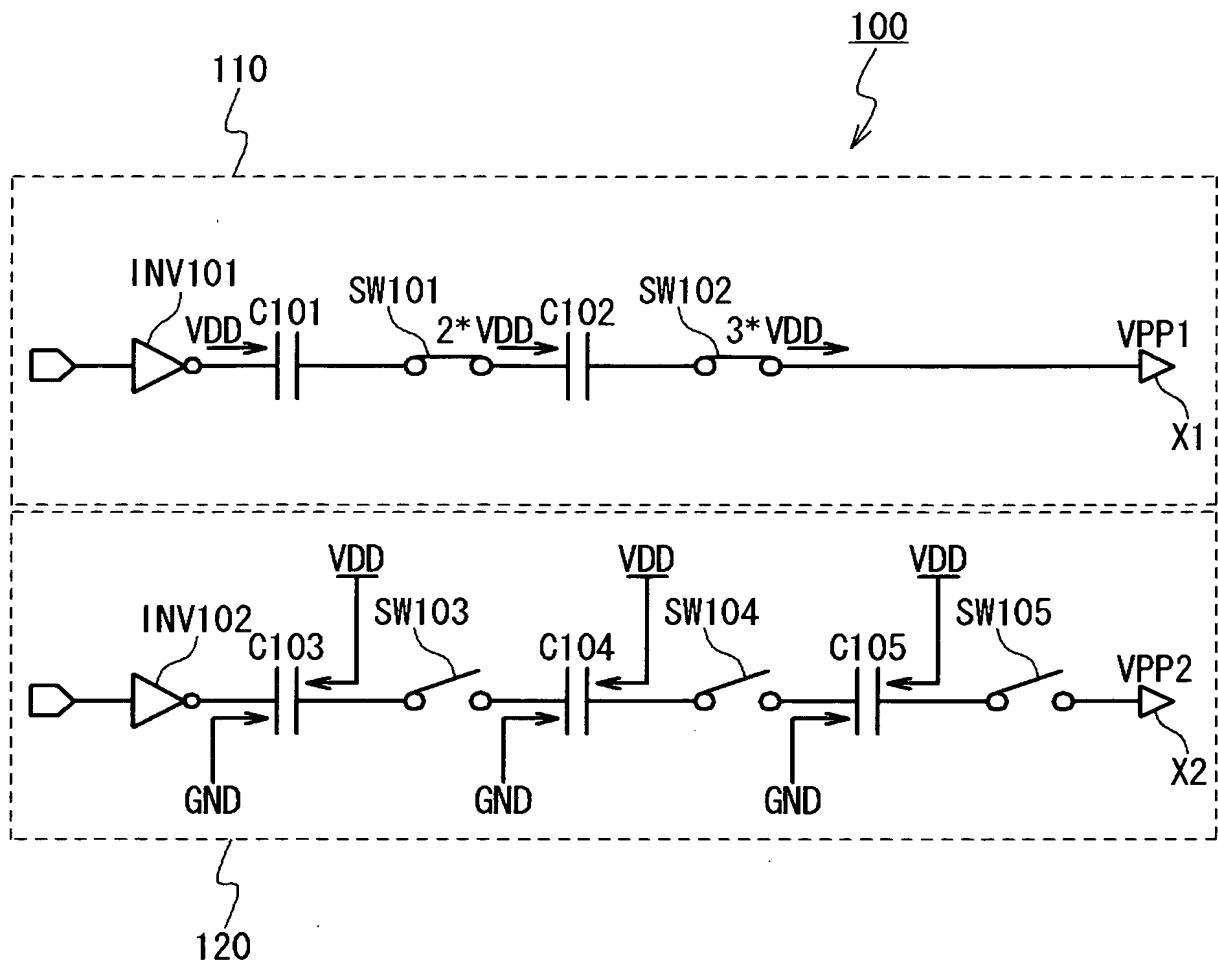 100
110
INV101
VDD
C101
SW101
2*VDD
C102
SW102
3*VDD
VPP1
X1
INV102
C103
VDD
SW103
C104
VDD
SW104
C105
VDD
SW105
VPP2
X2
GND
GND
GND
120